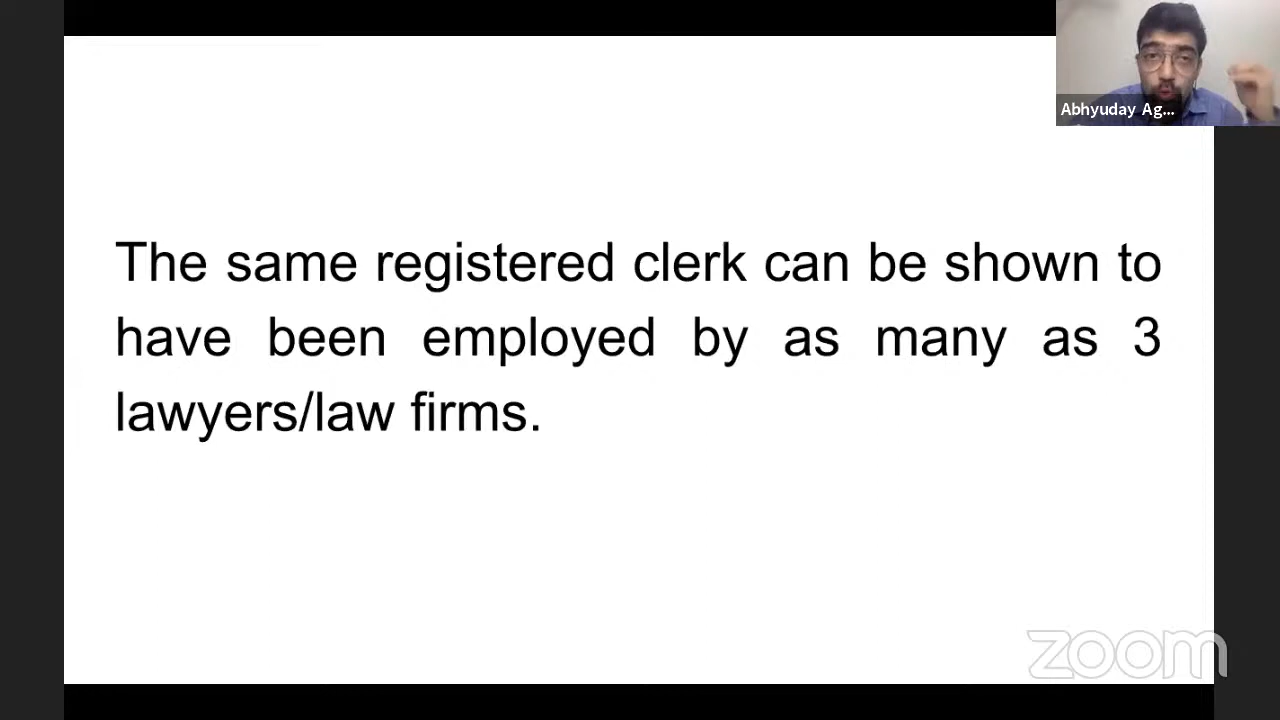 Abhyuday Ag...
The same registered clerk can be shown to
have been employed by as many as 3
lawyers/law firms.
zoom